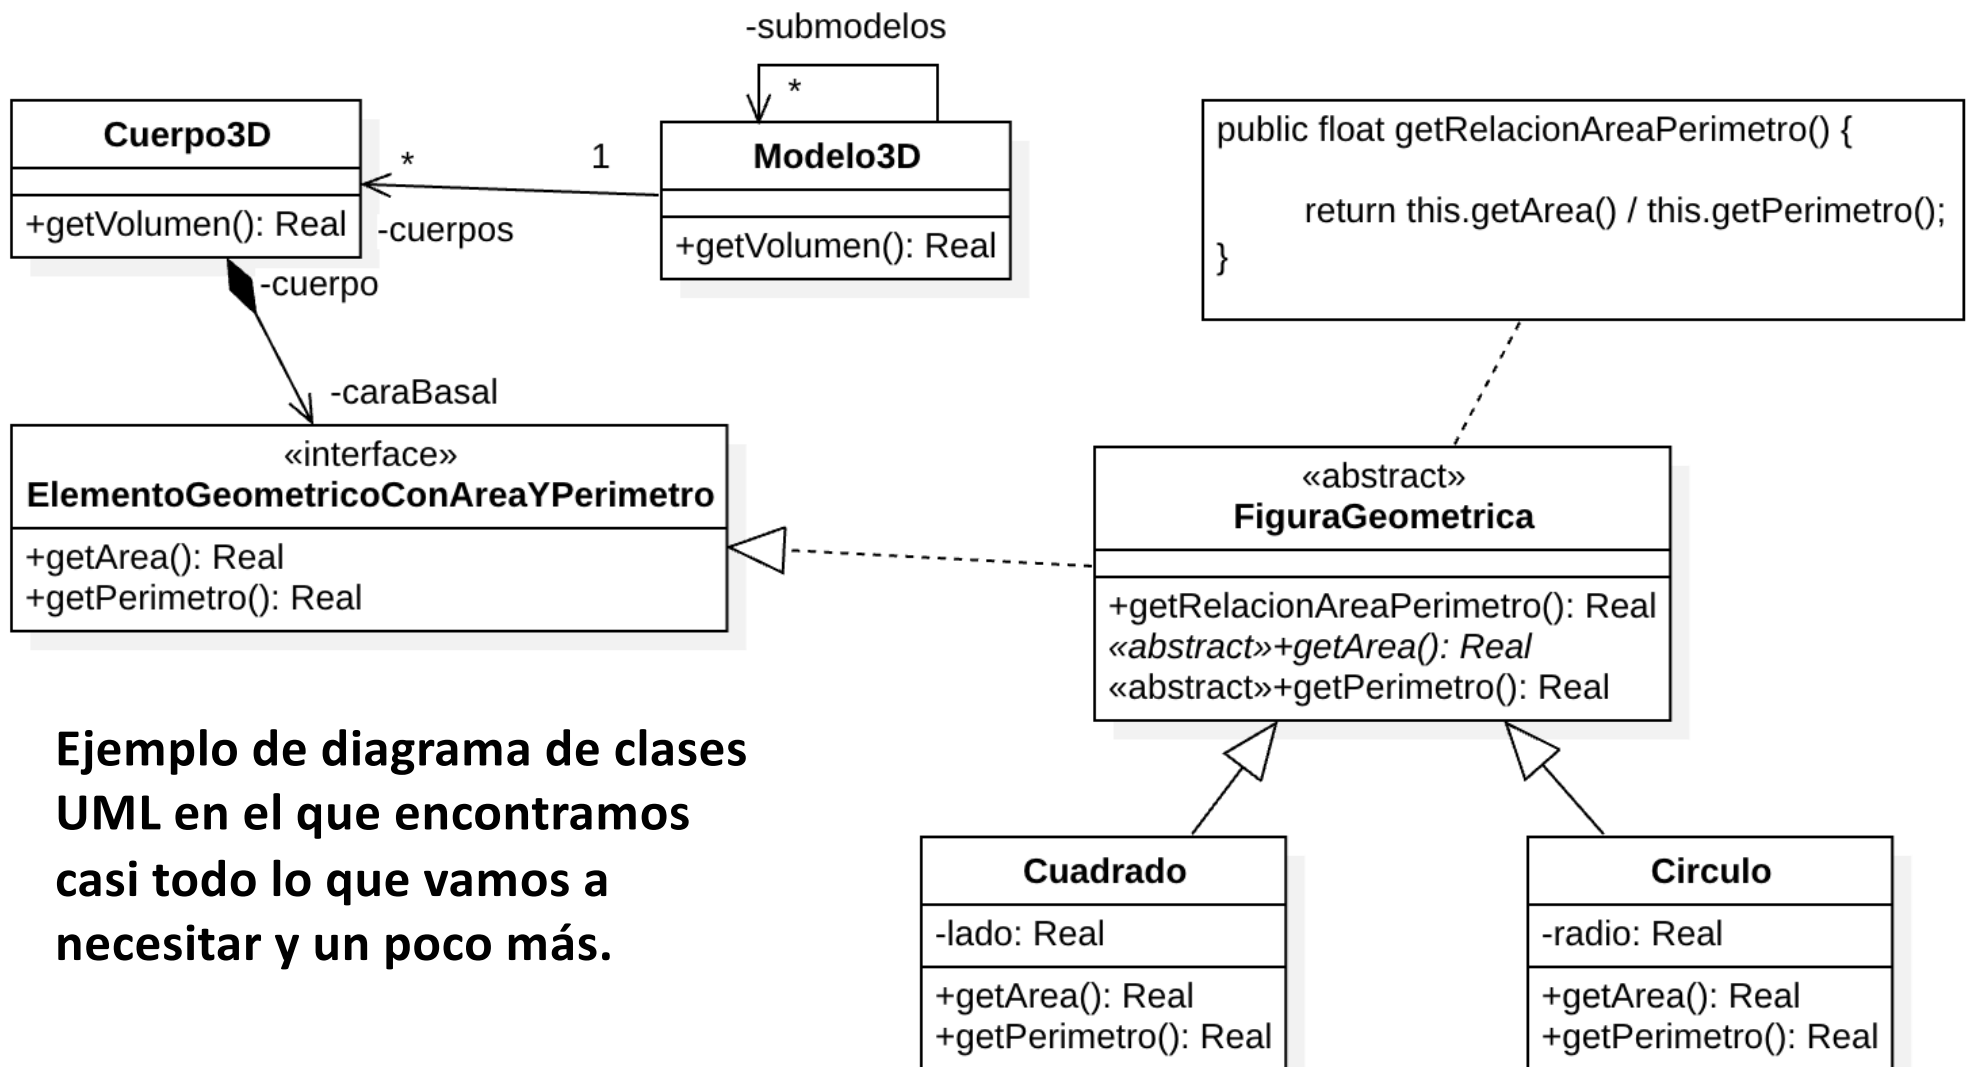 -submodelos
*
Cuerpo3D
+getVolumen(): Real
*
1
-cuerpos
Modelo3D
+getVolumen(): Real
public float getRelacionAreaPerimetro() {
return this.getArea() / this.getPerimetro();
}
-cuerpo
-caraBasal
«interface»
ElementoGeometricoConAreaYPerimetro
+getArea(): Real
+getPerimetro(): Real
«abstract»
FiguraGeometrica
+getRelacionAreaPerimetro(): Real
«abstract»+getArea(): Real
«abstract»+getPerimetro(): Real
Ejemplo de diagrama de clases
UML en el que encontramos
casi todo lo que vamos a
necesitar y un poco más.
Cuadrado
-lado: Real
+getArea(): Real
+getPerimetro(): Real
Circulo
-radio: Real
+getArea(): Real
+getPerimetro(): Real